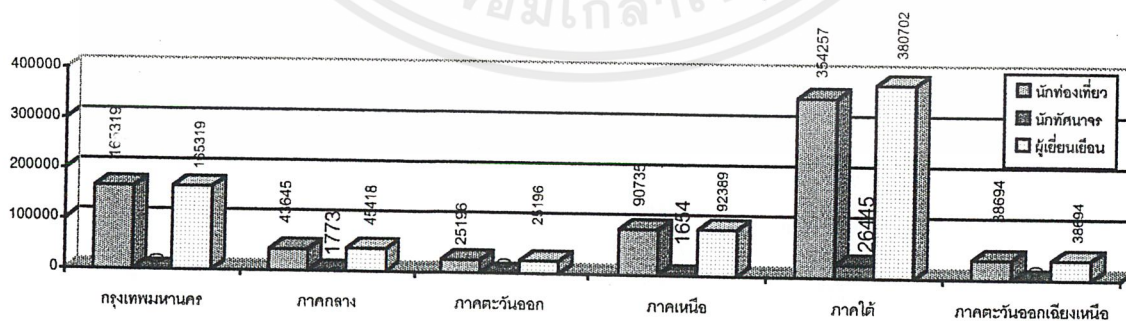 400000
300000
200000
100000
0
165319
0
165319
43645
1773
45418
25196
0
25196
90735
1654
92389
354257
26445
380702
38694
0
38694
นักท่องเที่ยว
นักทัศนาจร
ผู้เยี่ยมเยือน
กรุงเทพมหานคร
ภาคกลาง
ภาคตะวันออก
ภาคเหนือ
ภาคใต้
ภาคตะวันออกเฉียงเหนือ